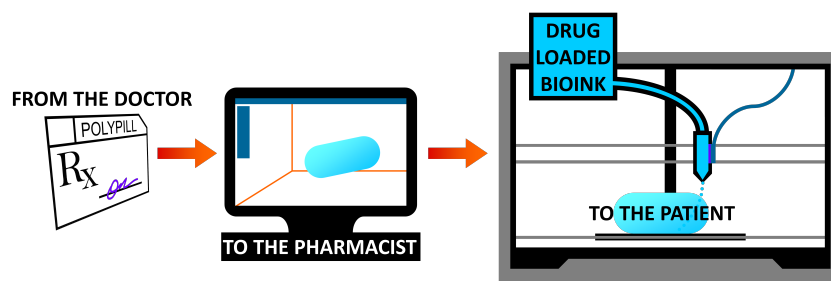 FROM THE DOCTOR
POLYPILL
Rx
TO THE PHARMACIST
DRUG
LOADED
BIOINK
TO THE PATIENT